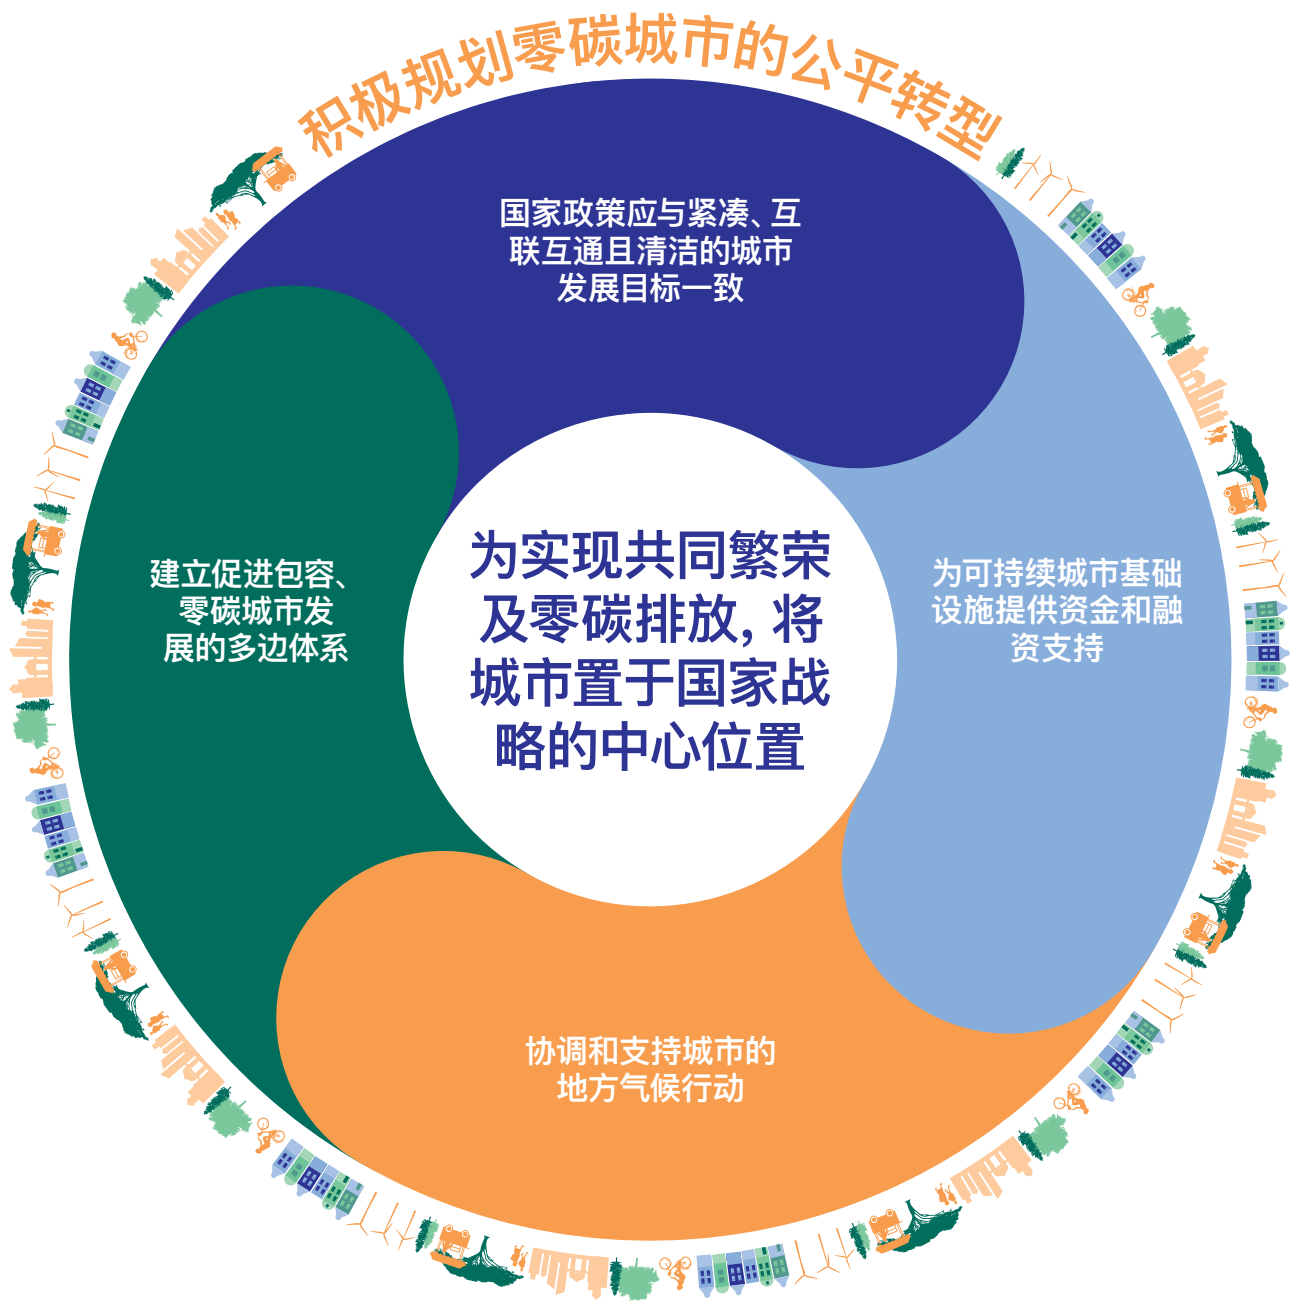 积极规划零碳城市的公平转型
国家政策应与紧凑、互
联互通且清洁的城市
发展目标一致
为实现共同繁荣
及零碳排放，将
城市置于国家战
略的中心位置
建立促进包容、
零碳城市发
展的多边体系
为可持续城市基础
设施提供资金和融
资支持
协调和支持城市的
地方气候行动